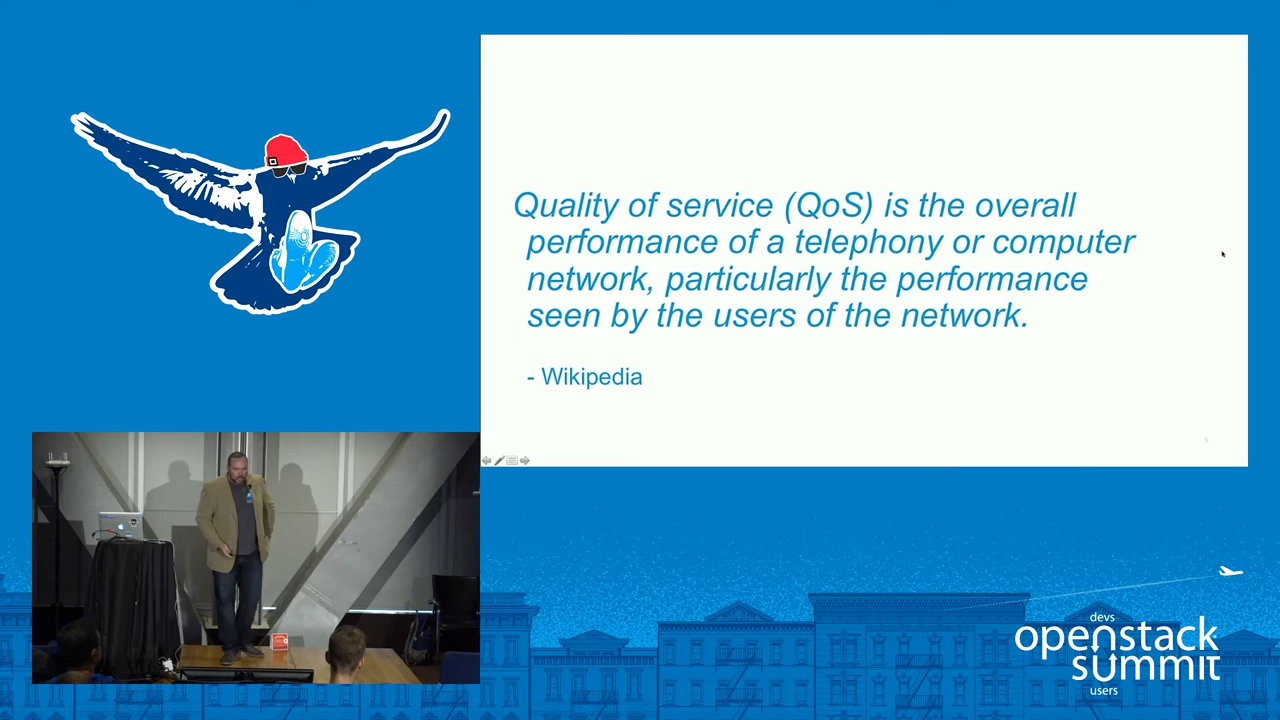 Quality of service (QoS) is the overall
performance of a telephony or computer
network, particularly the performance
seen by the users of the network.
- Wikipedia
5
devs
openstack
summit
users